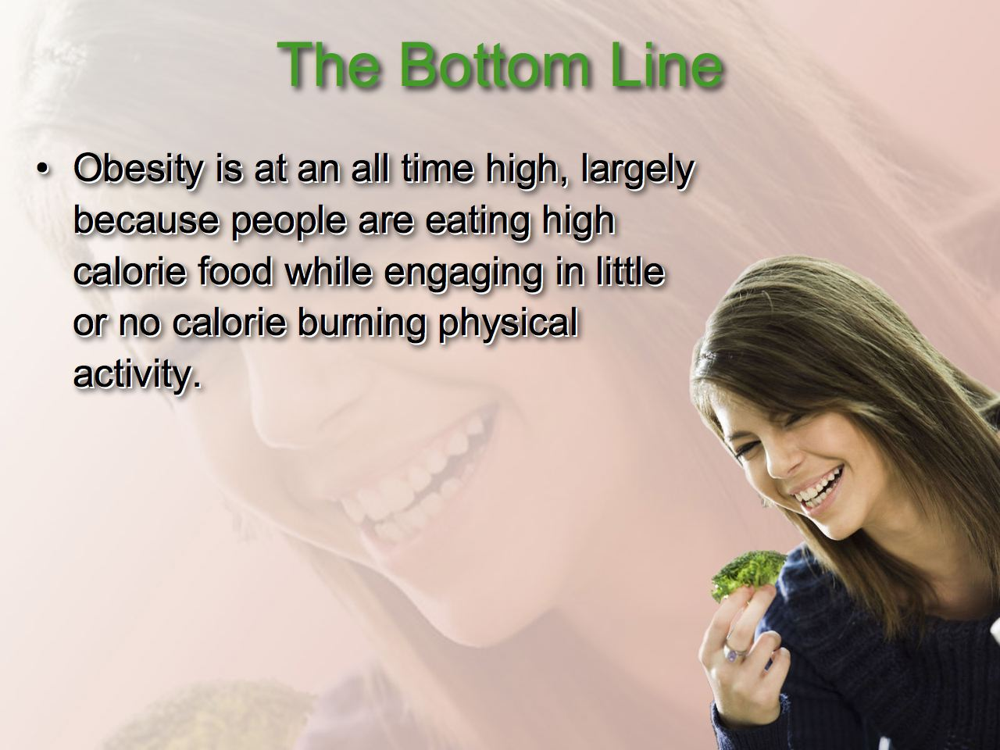 The Bottom Line
• Obesity is at an all time high, largely
because people are eating high
calorie food while engaging in little
or no calorie burning physical
activity.